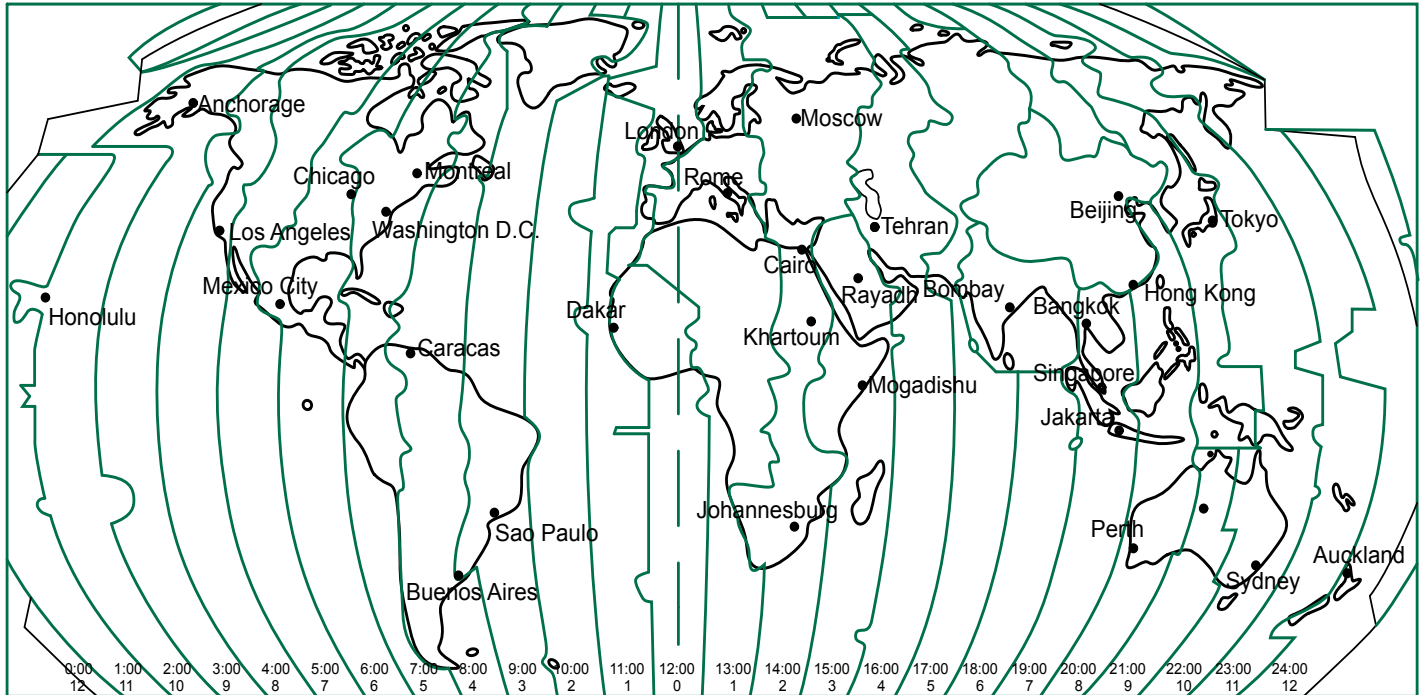 Anchorage
Moscow
London
Chicago
Montreal
Rome
Beijing
Los Angeles
Washington D.C.
Tehran
Tokyo
Cairo
Mexico City
Rayadh
Bombay
Hong Kong
Honolulu
Dakar
Bangkok
Khartoum
Caracas
Singapore
Mogadishu
Jakarta
Johannesburg
Sao Paulo
Perth
Auckland
Sydney
Buenos Aires
0:00 1:00 2:00 3:00 4:00 5:00 6:00 7:00 8:00 9:00 10:00 11:00 12:00 13:00 14:00 15:00 16:00 17:00 18:00 19:00 20:00 21:00 22:00 23:00 24:00
12 11 10 9 8 7 6 5 4 3 2 1 0 1 2 3 4 5 6 7 8 9 10 11 12